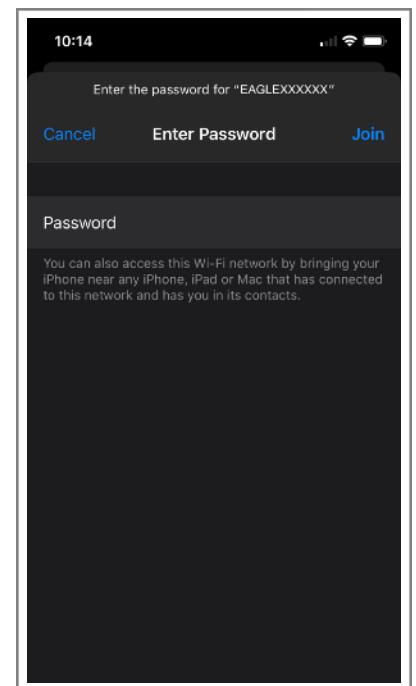 10:14
Enter the password for "EAGLEXXXXXX"
Cancel Enter Password Join
Password
You can also access this Wi-Fi network by bringing your
iPhone near any iPhone, iPad or Mac that has connected
to this network and has you in its contacts.